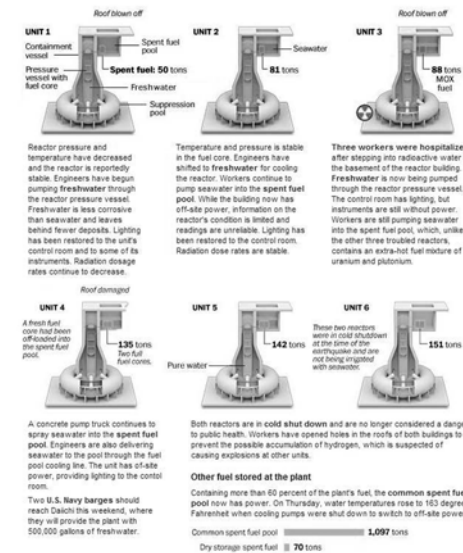 Roof blown off
Roof blown off
UNIT 1
Containment
vessel
Pressure
vessel with
fuel core
Spent fuel
pool
Spent fuel: 50 tons
Freshwater
Suppression
pool
UNIT 2
Seawater
81 tons
UNIT 3
88 tons
MOX
fuel
Reactor pressure and
temperature have decreased
and the reactor is reportedly
stable. Engineers have begun
pumping freshwater through
the reactor pressure vessel.
Freshwater is less corrosive
than seawater and leaves
behind fewer deposits. Lighting
has been restored to the unit's
control room and to some of its
instruments. Radiation dosage
rates continue to decrease.
Temperature and pressure is stable
in the fuel core. Engineers have
shifted to freshwater for cooling
the reactor. Workers continue to
pump seawater into the spent fuel
pool. While the building now has
off-site power, information on the
reactor's condition is limited and
readings are unreliable. Lighting
has been restored to the control room.
Radiation dose rates are stable.
Three workers were hospitalize
after stepping into radioactive water
the basement of the reactor building.
Freshwater is now being pumped
through the reactor pressure vessel.
The control room has lighting, but
instruments are still without power.
Workers are still pumping seawater
into the spent fuel pool, which, unlike
the other three troubled reactors,
contains an extra-hot fuel mixture of
uranium and plutonium.
Roof damaged
UNIT 4
A fresh fuel
core had been
off-loaded into
the spent fuel
pool.
135 tons
Two full
fuel cores.
UNIT 5
142 tons
Pure water
UNIT 6
These two reactors
were in cold shutdown
at the time of the
earthquake and are
not being irrigated
with seawater.
151 tons
A concrete pump truck continues to
spray seawater into the spent fuel
pool. Engineers are also delivering
seawater to the pool through the fuel
pool cooling line. The unit has of-site
power, providing lighting to the contol
room.
Two U.S. Navy barges should
reach Daiichi this weekend, where
they will provide the plant with
500,000 gallons of freshwater.
Both reactors are in cold shut down and are no longer considered a dange
to public health. Workers have opened holes in the roofs of both buildings to
prevent the possible accumulation of hydrogen, which is suspected of
causing explosions at other units.
Other fuel stored at the plant
Containing more than 60 percent of the plant's fuel, the common spent fue
pool now has power. On Thursday, water temperatures rose to 163 degree
Fahrenheit when cooling pumps were shut down to switch to off-site powe
Common spent fuel pool 1,097 tons
Dry storage spent fuel 70 tons